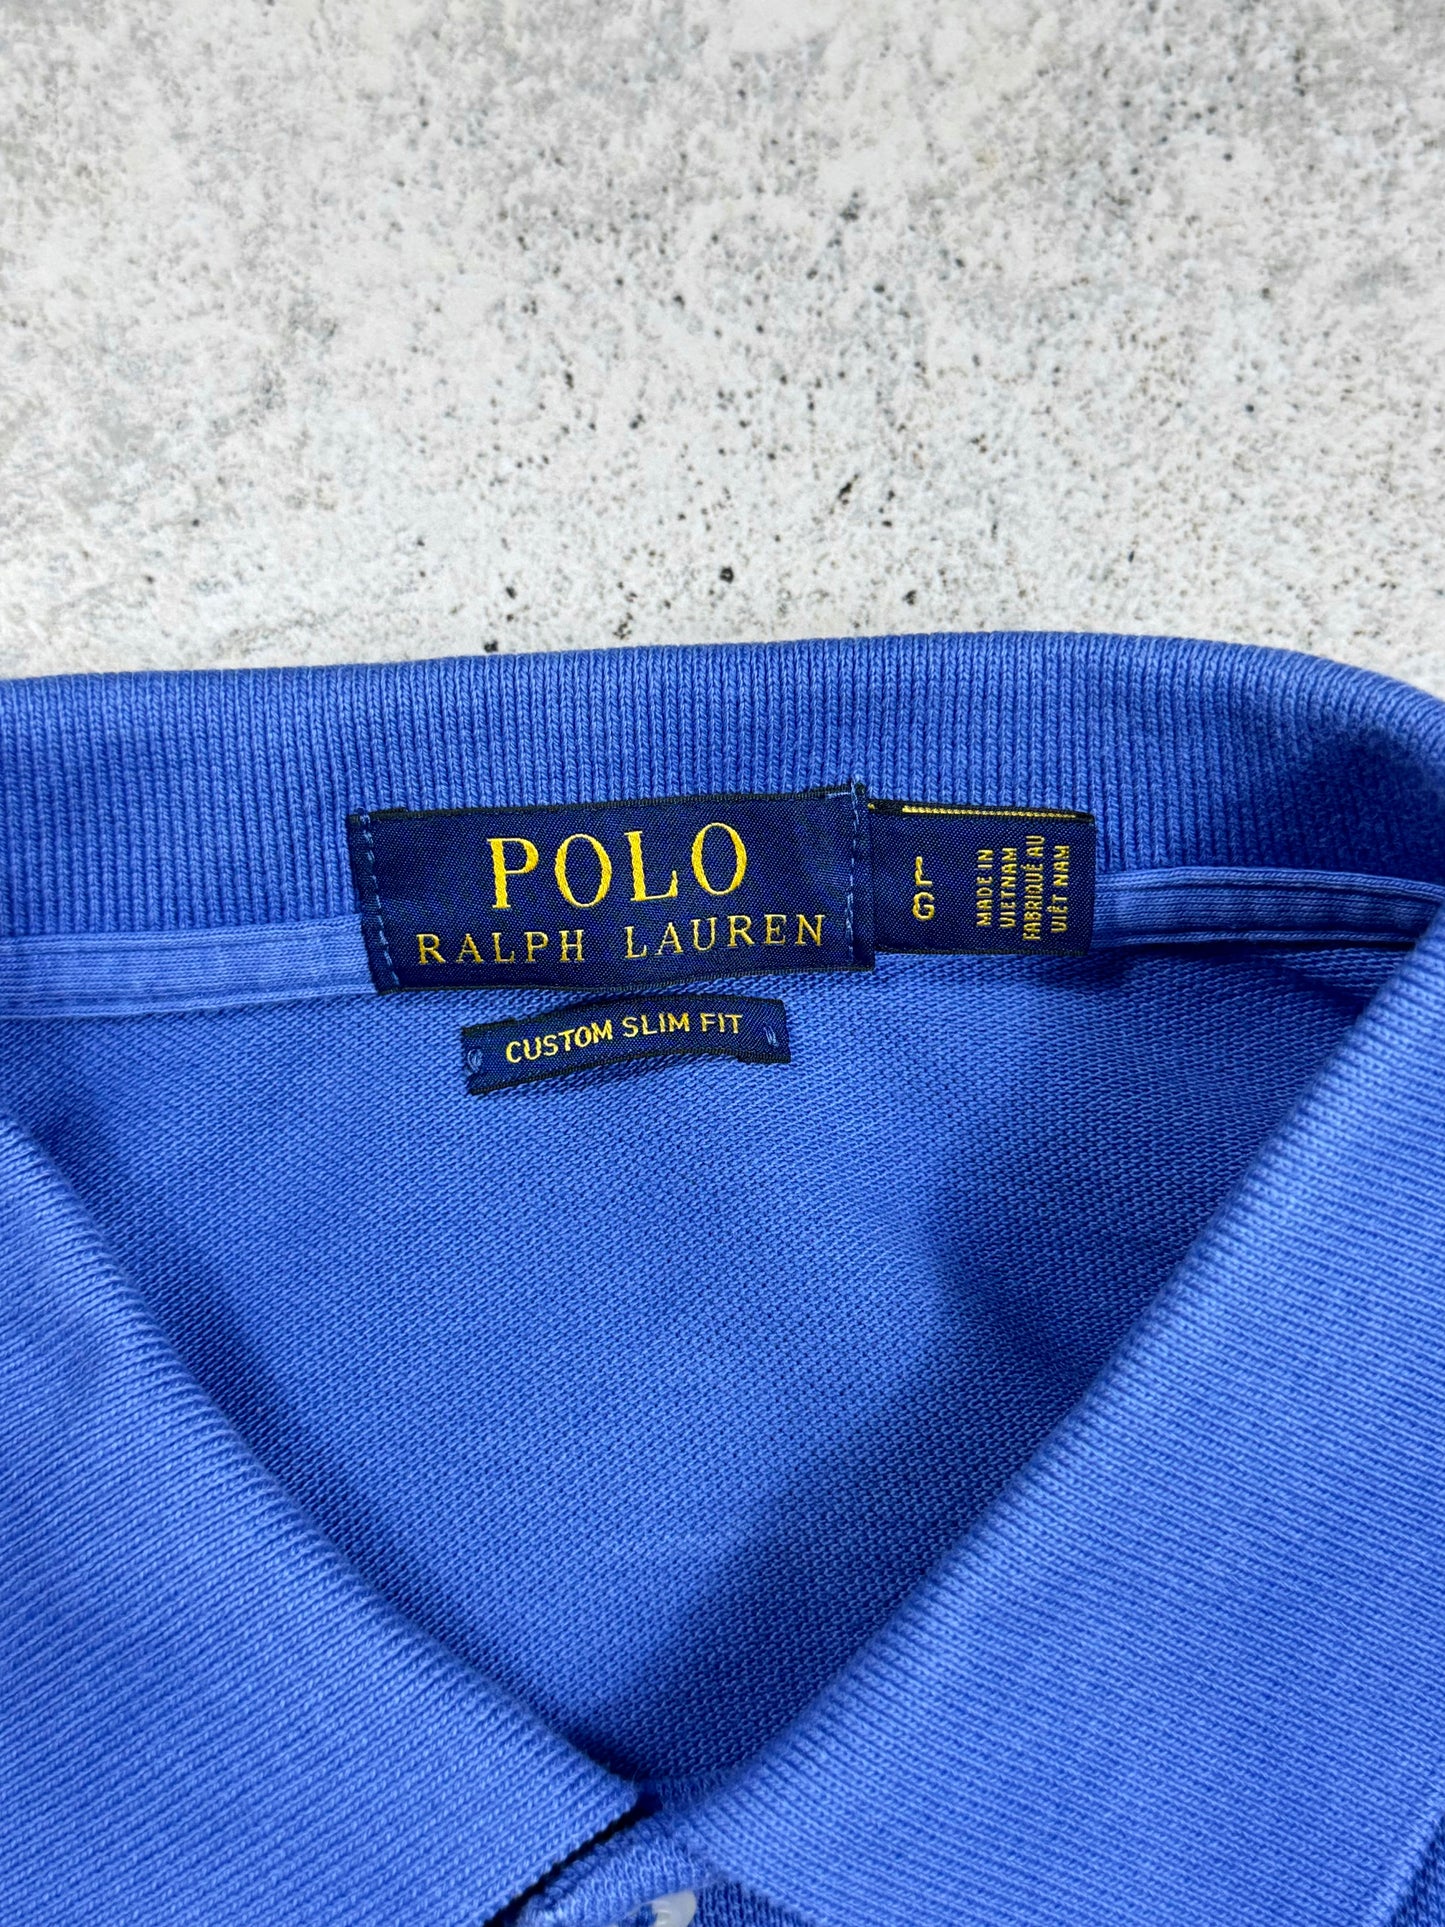 POLO
RALPH LAUREN
CUSTOM SLIM FIT
L
G
MADE IN
VIETNAM
FABRIQUÉ AU
VIÊT NAM